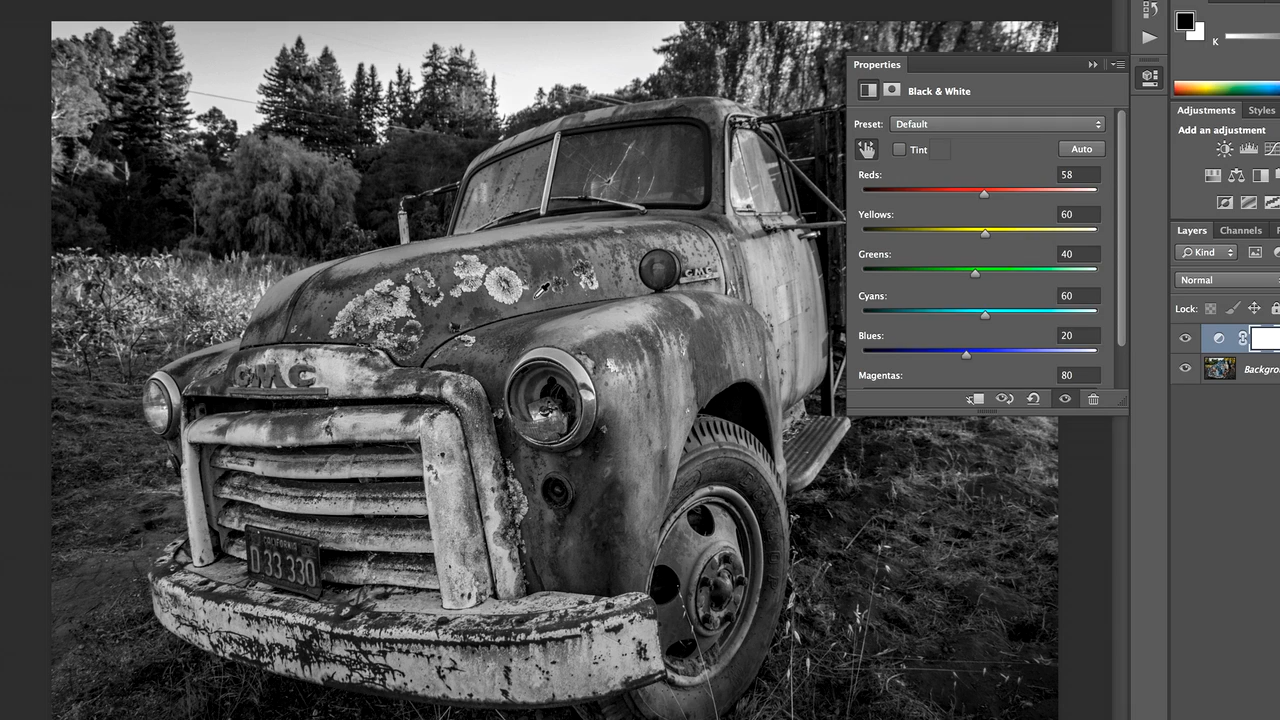 K
Properties
Black & White
Preset: Default
Tint
Auto
Reds: 58
Yellows: 60
Greens: 40
Cyans: 60
Blues: 20
Magentas: 80
Adjustments Styles
Add an adjustment
Layers Channels
Kind
Normal
Lock:
Backgro
GMC
GMC
CALIFORNIA
D 33 330